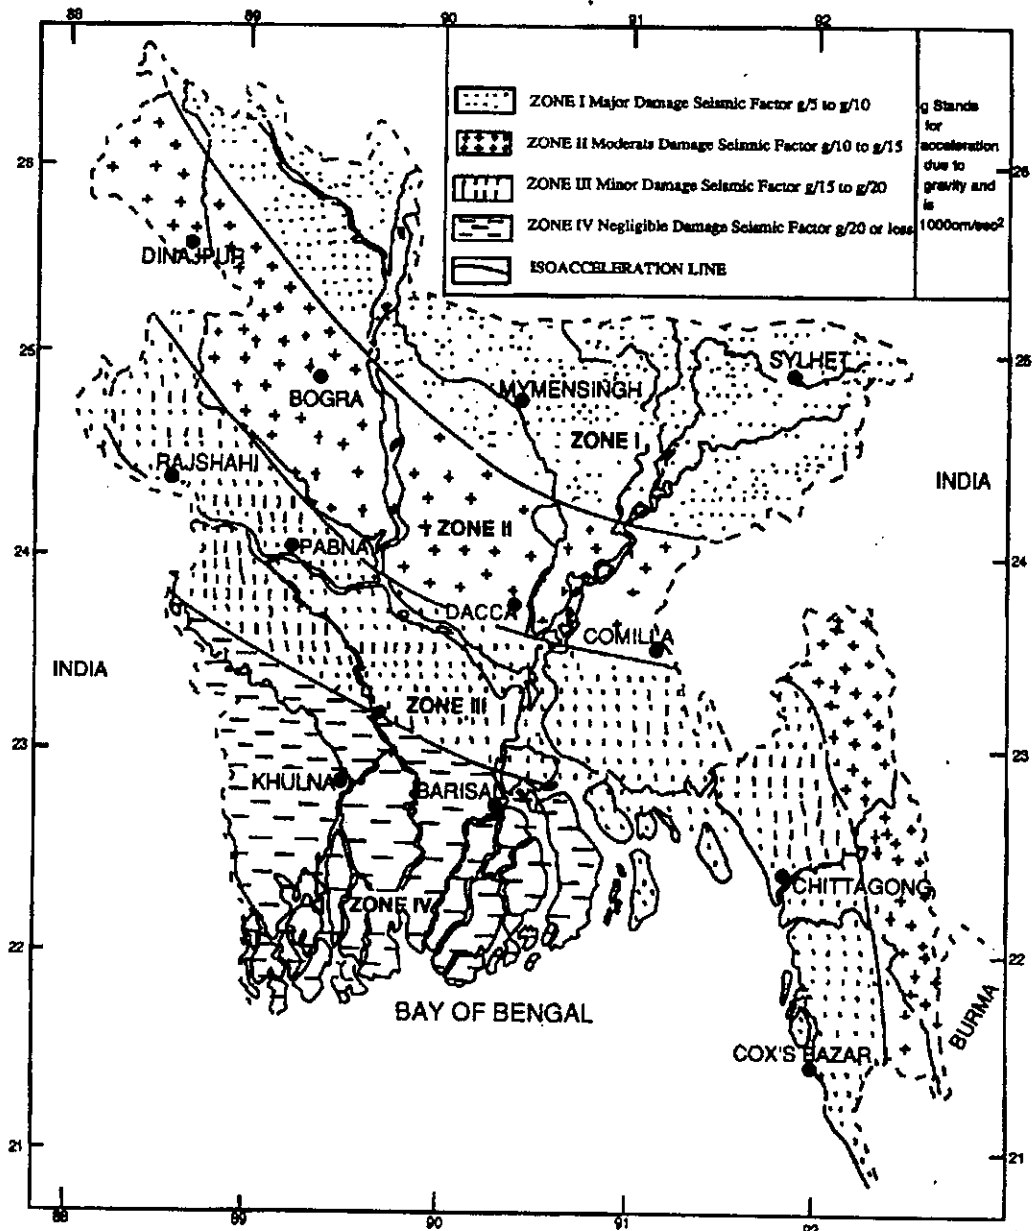 88 89 90 91 92
ZONE I Major Damage Seismic Factor g/5 to g/10
ZONE II Moderate Damage Seismic Factor g/10 to g/15
ZONE III Minor Damage Seismic Factor g/15 to g/20
ZONE IV Negligible Damage Seismic Factor g/20 or less
ISOACCELERATION LINE
g Stands
for
acceleration
due to
gravity and
is
1000cm/sec²
26
DINAJPUR
25
25
SYLHET
BOGRA
MYMENSINGH
ZONE I
RAJSHAHI
INDIA
ZONE II
24
PABNA
24
DACCA
COMILLA
INDIA
ZONE III
23
23
KHULNA
BARISAL
CHITTAGONG
ZONE IV
22
22
BAY OF BENGAL
BURMA
COX'S BAZAR
21
21
88 89 90 91 92